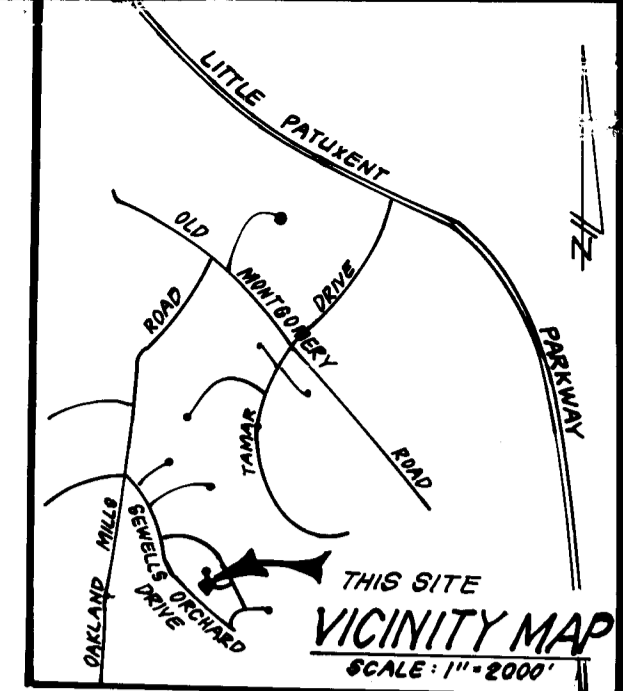 LITTLE PATUXENT PARKWAY
N
OLD MONTGOMERY ROAD
TAMAR DRIVE
OAKLAND MILLS ROAD
SEWELLS ORCHARD
DRIVE
THIS SITE
VICINITY MAP
SCALE: 1" = 2000'